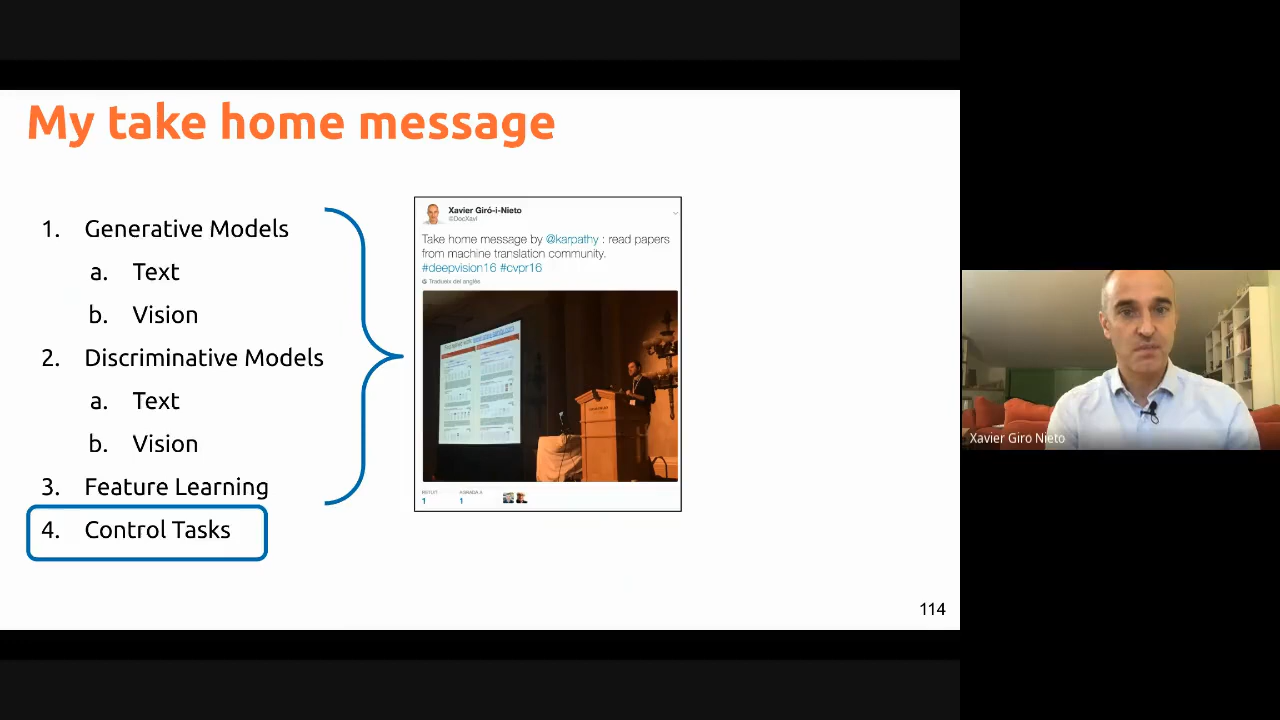 My take home message
1. Generative Models
a. Text
b. Vision
2. Discriminative Models
a. Text
b. Vision
3. Feature Learning
4. Control Tasks
Xavier Giró-i-Nieto
@DocXavi
Take home message by @karpathy : read papers
from machine translation community.
#deepvision16 #cvpr16
Tradueix del anglès
1 1
114
Xavier Giro Nieto